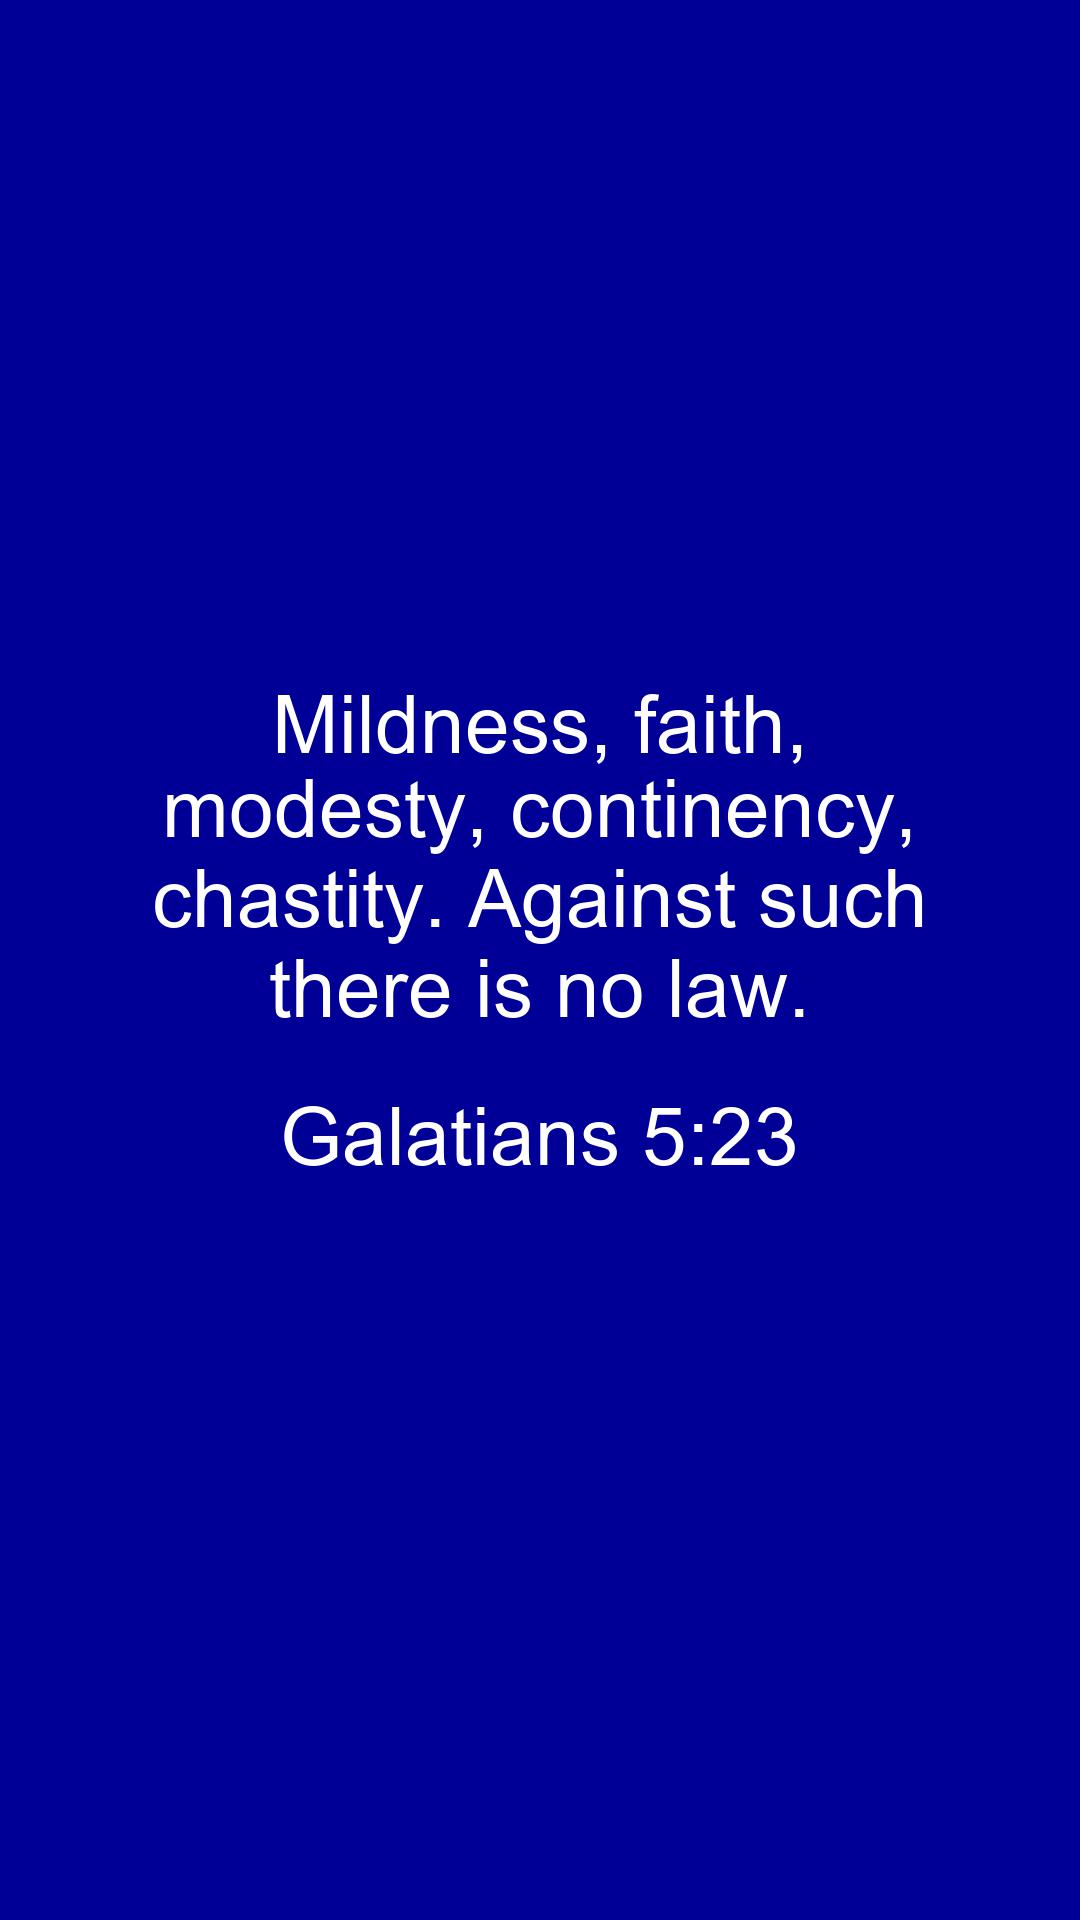 Mildness, faith,
modesty, continency,
chastity. Against such
there is no law.
Galatians 5:23